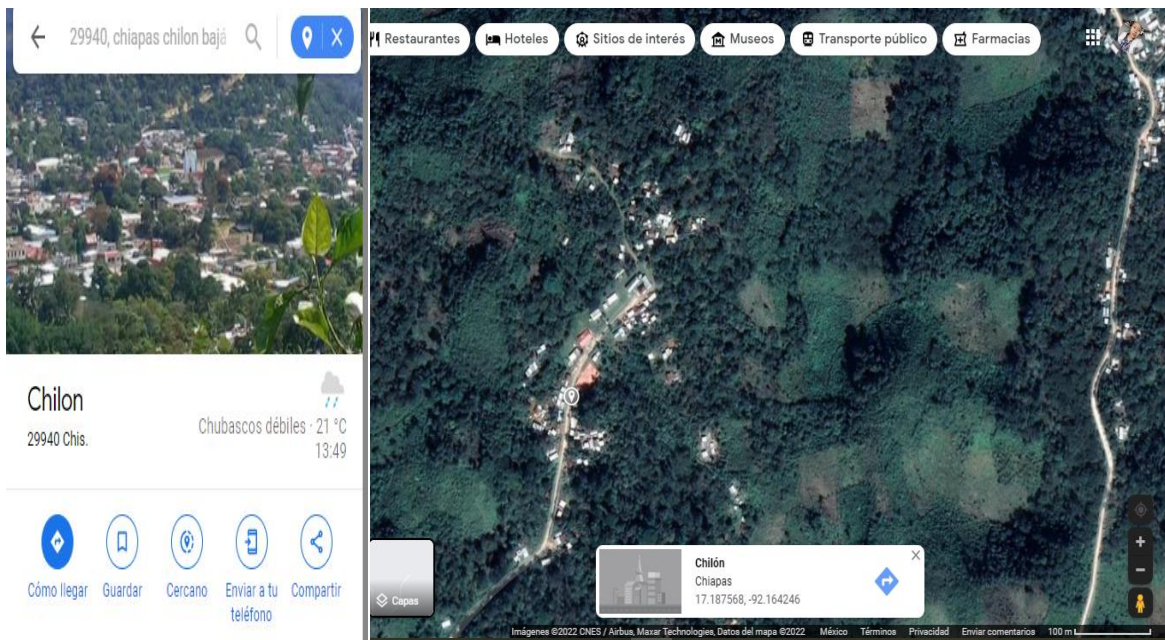 29940, chiapas chilon bajá
Restaurantes
Hoteles
Sitios de interés
Museos
Transporte público
Farmacias
Chilon
29940 Chis.
Chubascos débiles · 21 °C
13:49
Cómo llegar
Guardar
Cercano
Enviar a tu
teléfono
Compartir
Capas
Chilón
Chiapas
17.187568, -92.164246
Imágenes ©2022 CNES / Airbus, Maxar Technologies, Datos del mapa ©2022 México Términos Privacidad Enviar comentarios 100 m